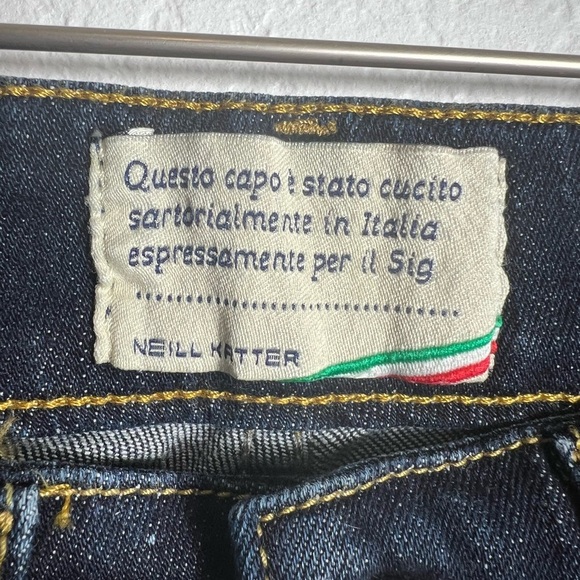 Questo capo è stato cucito
sartorialmente in Italia
espressamente per il Sig
....................................................
NEILL KATTER